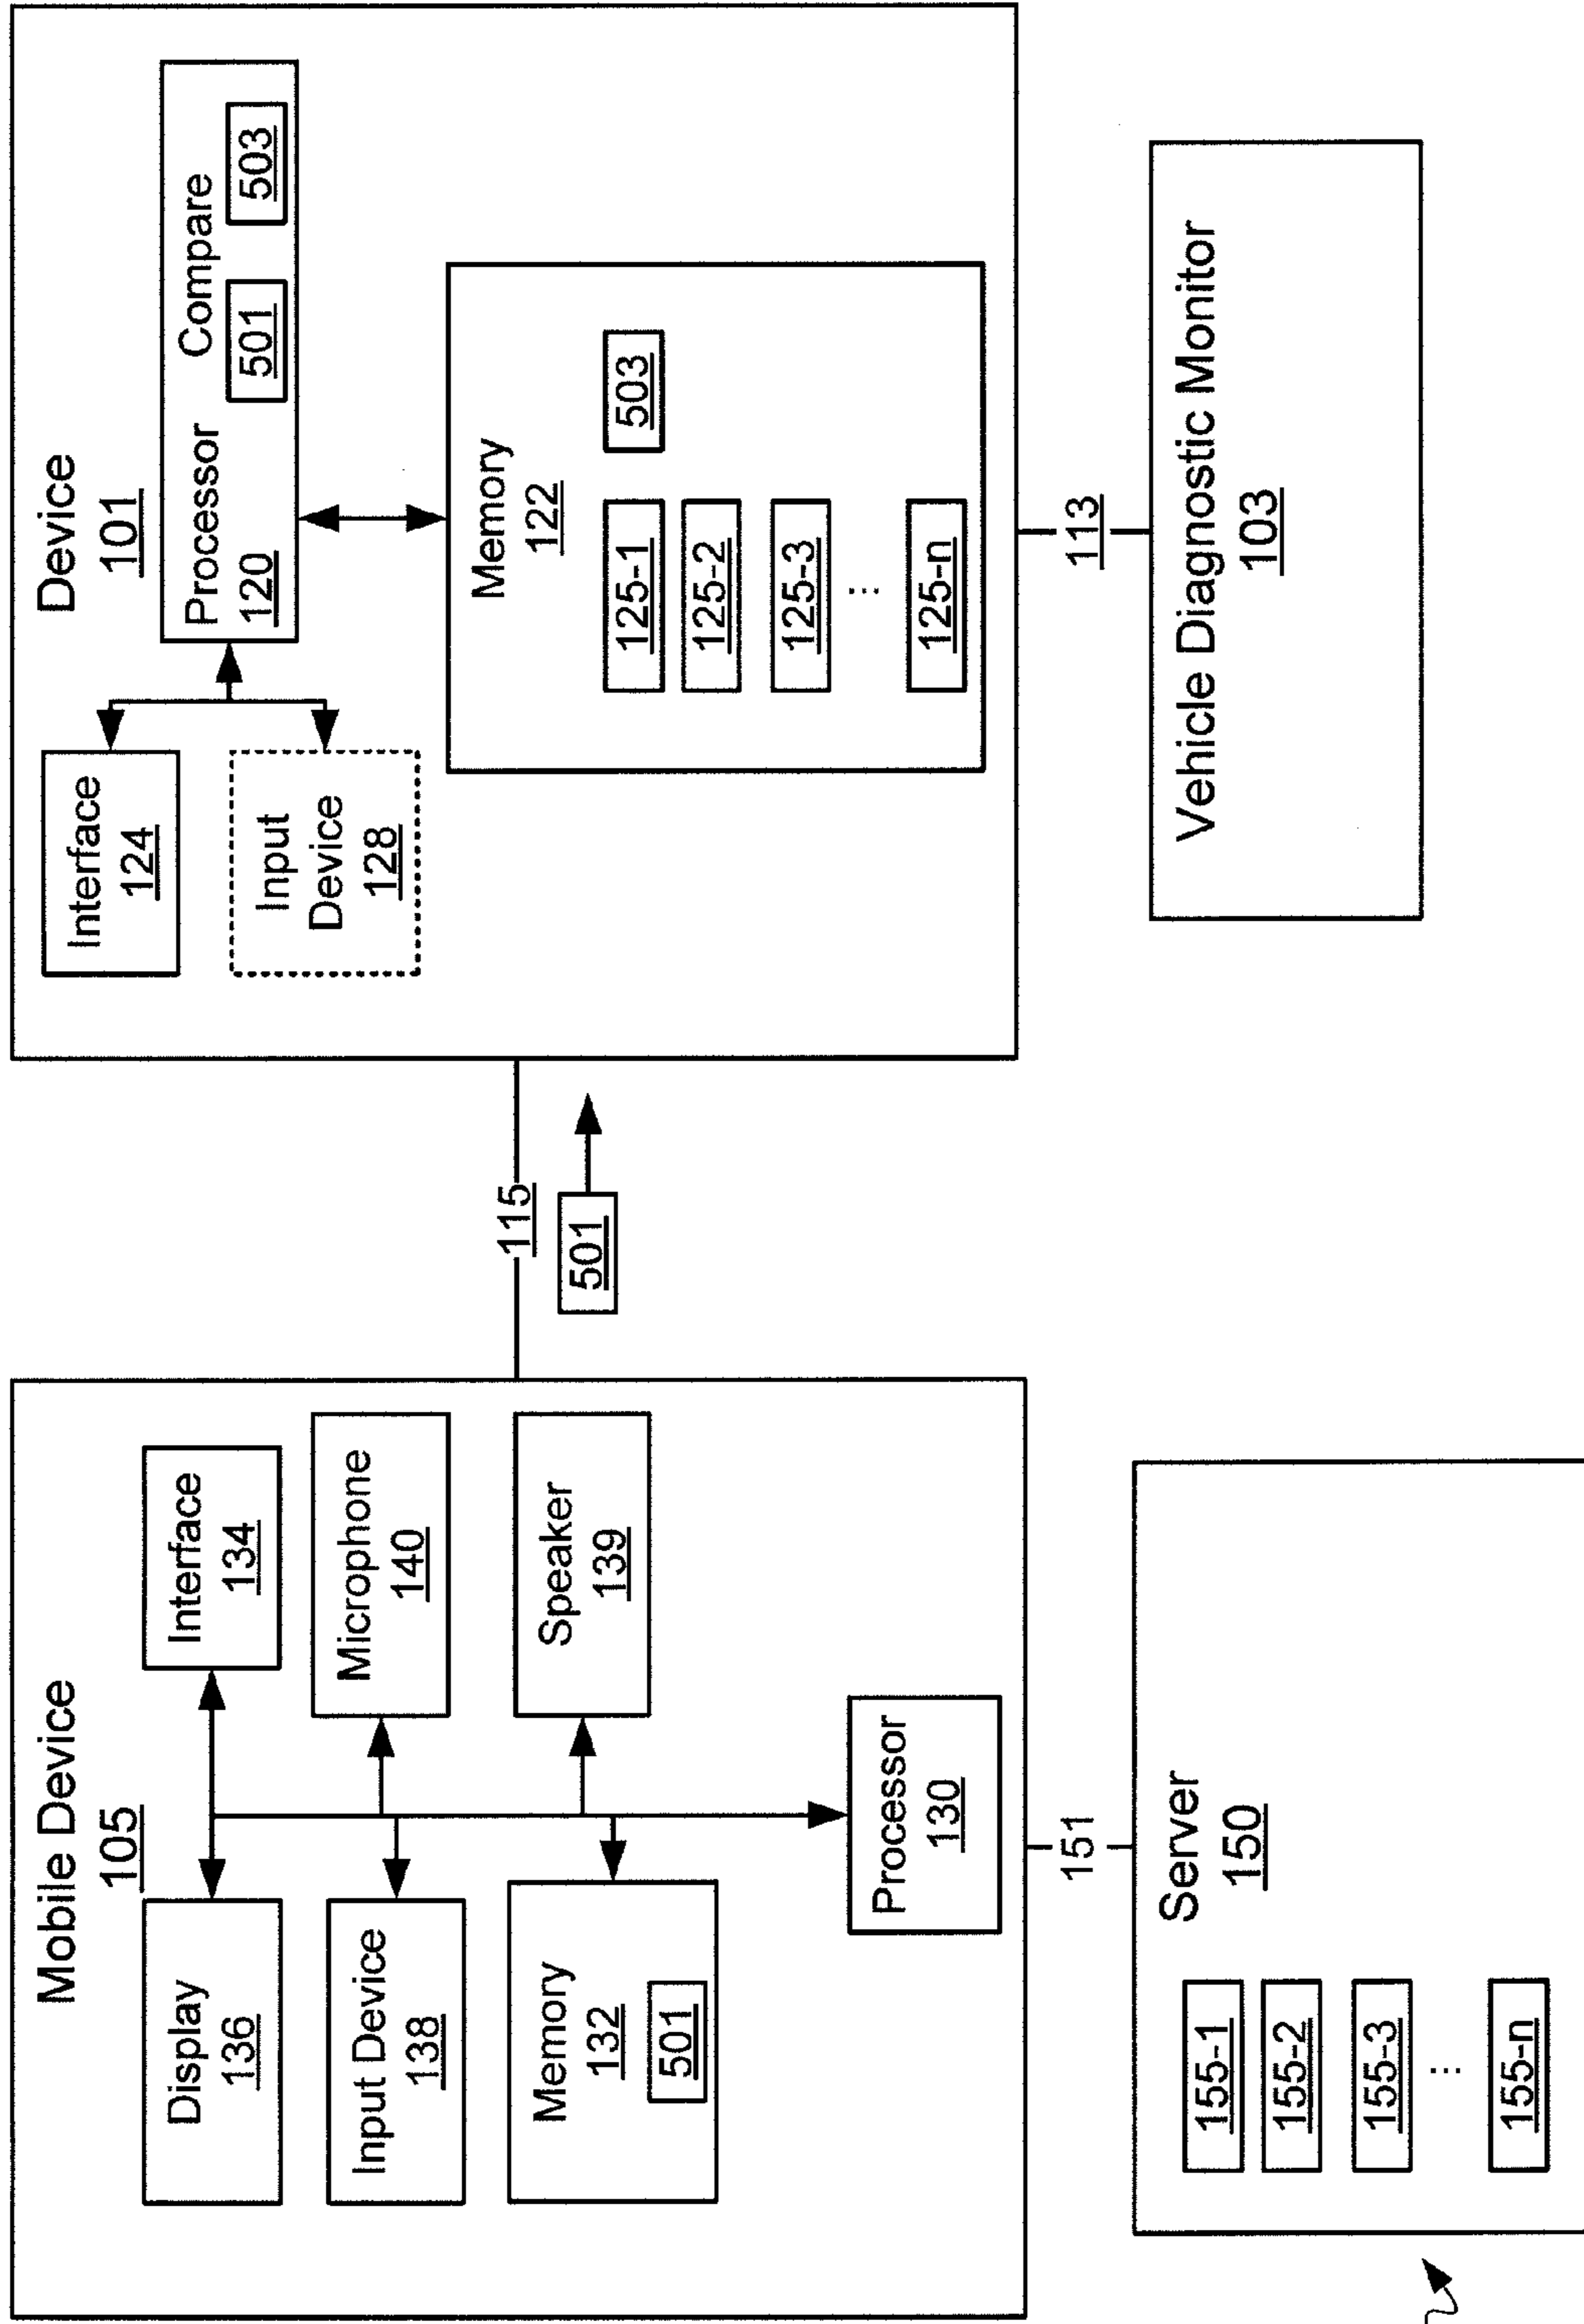 Mobile Device
105
Display
136
Interface
134
Input Device
138
Microphone
140
Memory
132
501
Speaker
139
Processor
130
115
501
Device
101
Interface
124
Input
Device
128
Processor Compare
120 501 503
Memory
122
125-1 503
125-2
125-3
...
125-n
151
113
Server
150
155-1
155-2
155-3
...
155-n
Vehicle Diagnostic Monitor
103